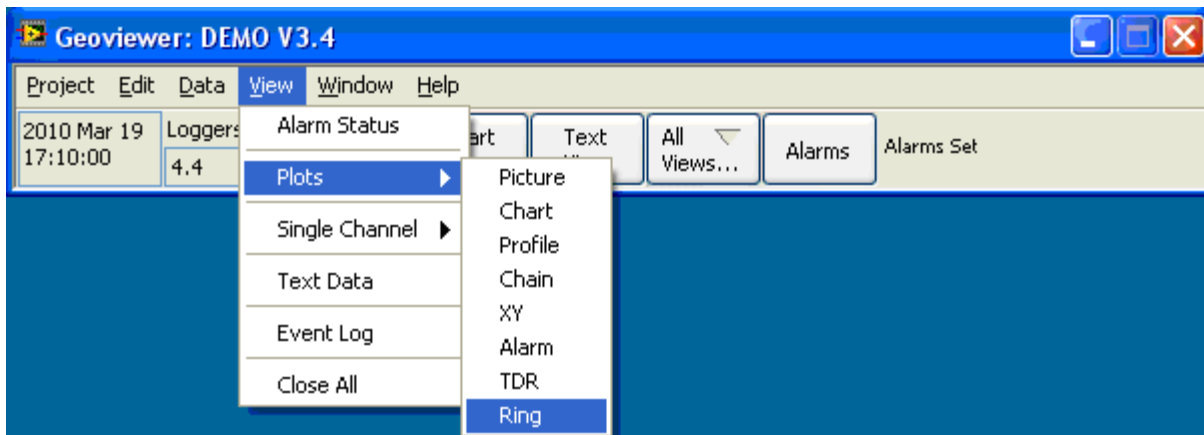 Geoviewer: DEMO V3.4
Project Edit Data View Window Help
2010 Mar 19
17:10:00
Loggers
4.4
Text
All
Views...
Alarms
Alarms Set
Alarm Status
Plots
Single Channel
Text Data
Event Log
Close All
Picture
Chart
Profile
Chain
XY
Alarm
TDR
Ring